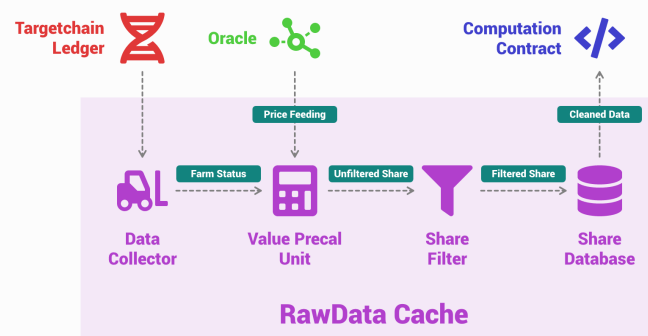 Targetchain
Ledger
Oracle
Computation
Contract
Price Feeding
Cleaned Data
Farm Status
Unfiltered Share
Filtered Share
Data
Collector
Value Precal
Unit
Share
Filter
Share
Database
RawData Cache